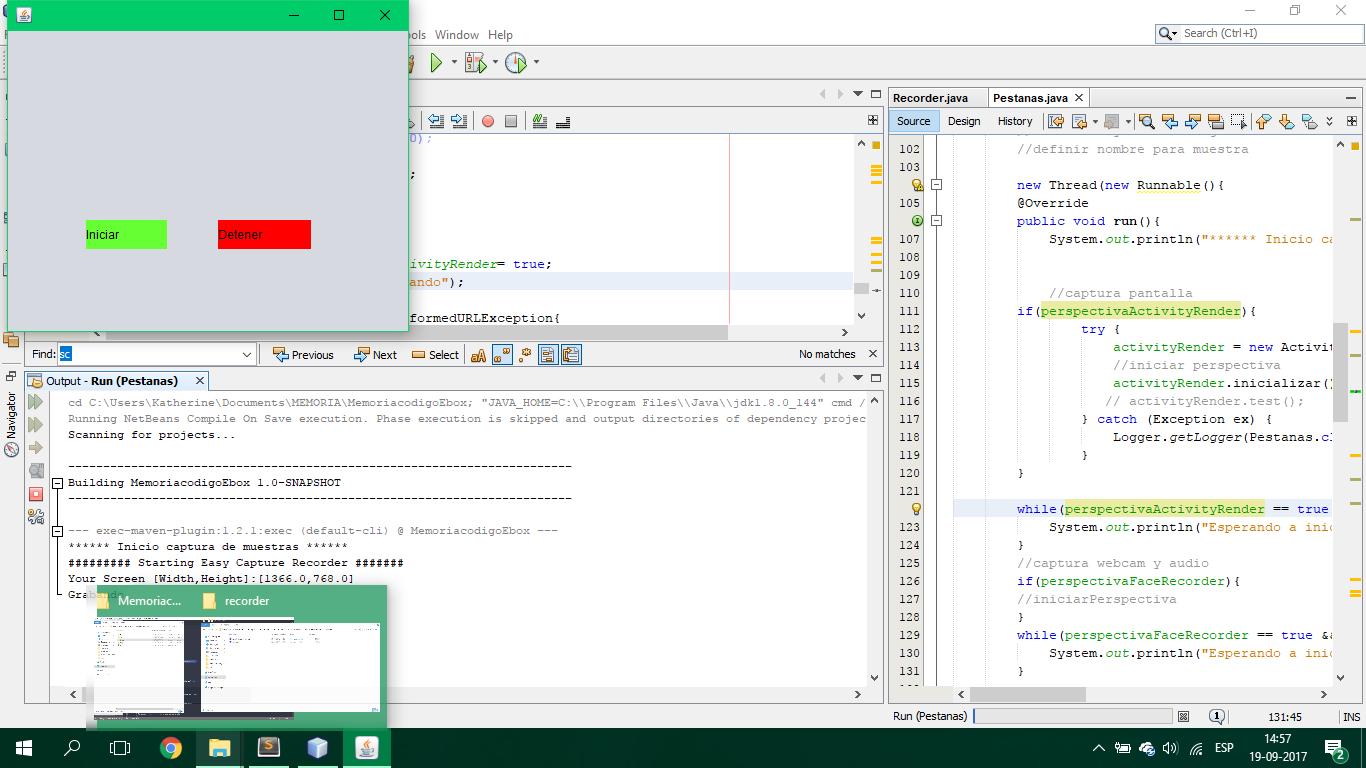 Iniciar
Detener
ools Window Help
Search (Ctrl+I)
);
;
ivityRender= true;
ando");
formedURLException{
Find: sc
Previous
Next
Select
No matches
Output - Run (Pestanas)
cd C:\Users\Katherine\Documents\MEMORIA\MemoriacodigoEbox; "JAVA_HOME=C:\\Program Files\\Java\\jdk1.8.0_144" cmd /
Running NetBeans Compile On Save execution. Phase execution is skipped and output directories of dependency projec
Scanning for projects...
------------------------------------------------------------------------
Building MemoriacodigoEbox 1.0-SNAPSHOT
------------------------------------------------------------------------
--- exec-maven-plugin:1.2.1:exec (default-cli) @ MemoriacodigoEbox ---
****** Inicio captura de muestras ******
######### Starting Easy Capture Recorder #######
Your Screen [Width,Height]:[1366.0,768.0]
Grabando
Memoriac...
recorder
Navigator
Recorder.java
Pestanas.java
Source
Design
History
102 //definir nombre para muestra
103
new Thread(new Runnable(){
105 @Override
public void run(){
107 System.out.println("****** Inicio ca
108
109
110 //captura pantalla
111 if(perspectivaActivityRender){
112 try {
113 activityRender = new Activit
114 //iniciar perspectiva
115 activityRender.inicializar()
116 // activityRender.test();
117 } catch (Exception ex) {
118 Logger.getLogger(Pestanas.cl
119 }
120 }
121
while(perspectivaActivityRender == true
123 System.out.println("Esperando a inic
124 }
125 //captura webcam y audio
126 if(perspectivaFaceRecorder){
127 //iniciarPerspectiva
128 }
129 while(perspectivaFaceRecorder == true &&
130 System.out.println("Esperando a inic
131 }
Run (Pestanas)
1
131:45
INS
ESP
14:57
19-09-2017
2